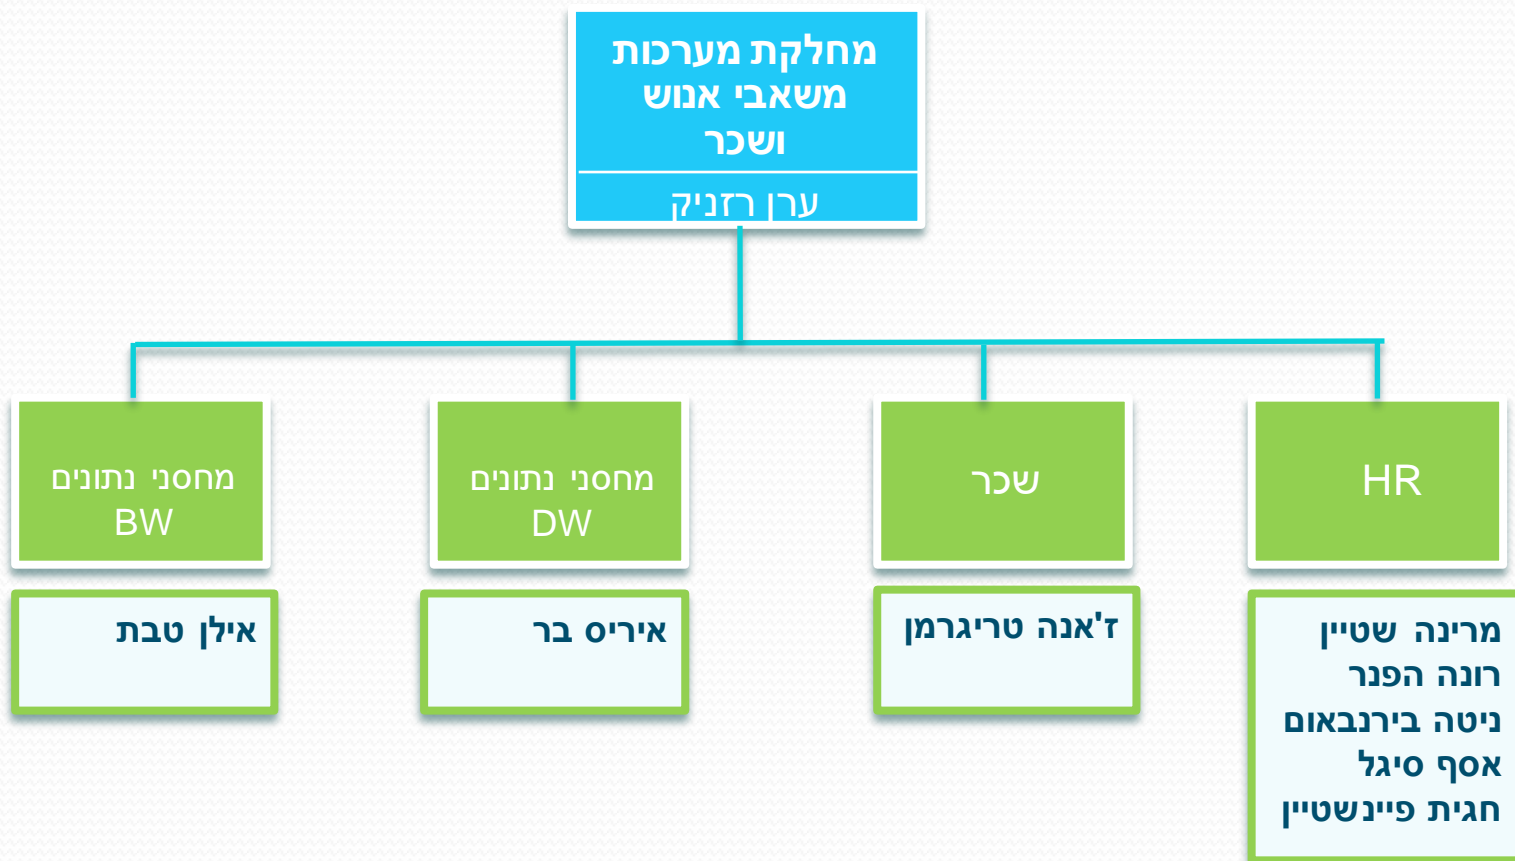 מחלקת מערכות
משאבי אנוש
ושכר
ערן רזניק
HR
מרינה שטיין
רונה הפנר
ניטה בירנבאום
אסף סיגל
חגית פיינשטיין
שכר
ז'אנה טריגרמן
מחסני נתונים
DW
איריס בר
מחסני נתונים
BW
אילן טבת